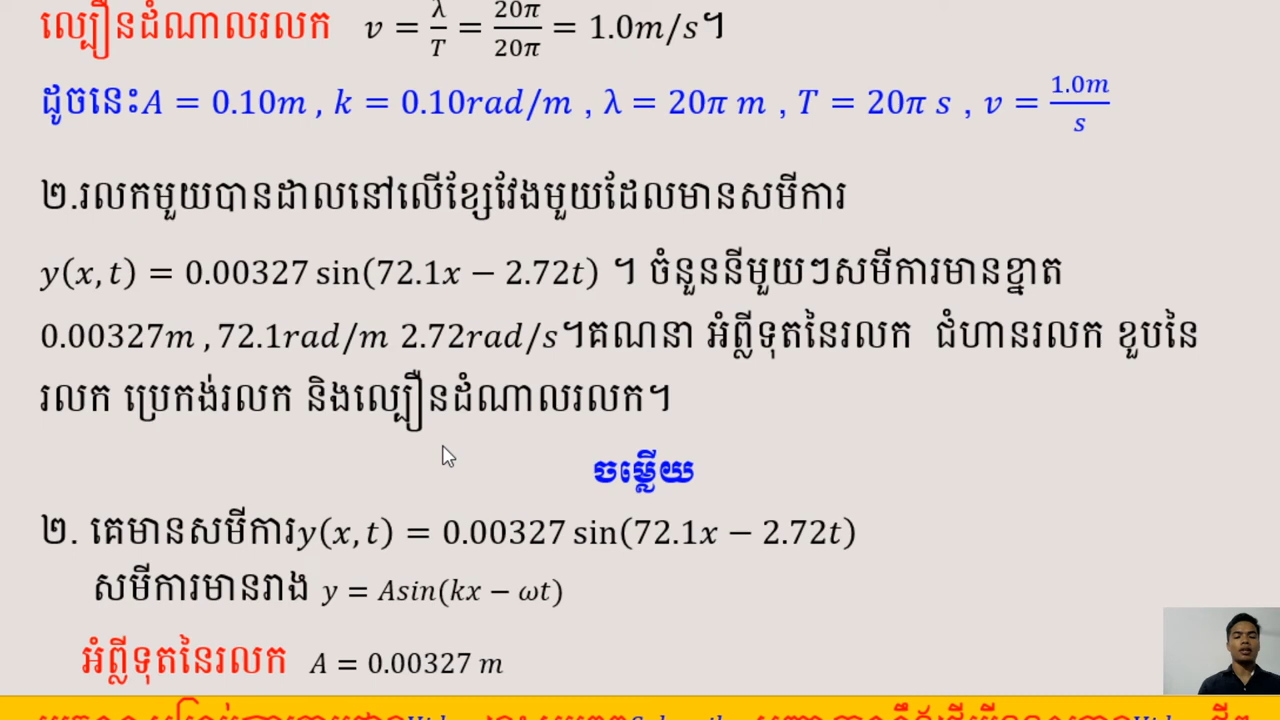 ល្បឿនដំណាលរលក v = λ/T = 20π/20π = 1.0m/s។
ដូចនេះA = 0.10m , k = 0.10rad/m , λ = 20π m , T = 20π s , v = 1.0m/s
២.រលកមួយបានដាលនៅលើខ្សែវែងមួយដែលមានសមីការ
y(x, t) = 0.00327 sin(72.1x − 2.72t) ។ ចំនួននីមួយៗសមីការមានខ្នាត
0.00327m , 72.1rad/m 2.72rad/s។គណនា អំព្លីទុតនៃរលក ជំហានរលក ខួបនៃ
រលក ប្រេកង់រលក និងល្បឿនដំណាលរលក។
ចម្លើយ
២. គេមានសមីការy(x, t) = 0.00327 sin(72.1x − 2.72t)
សមីការមានរាង y = Asin(kx − ωt)
អំព្លីទុតនៃរលក A = 0.00327 m